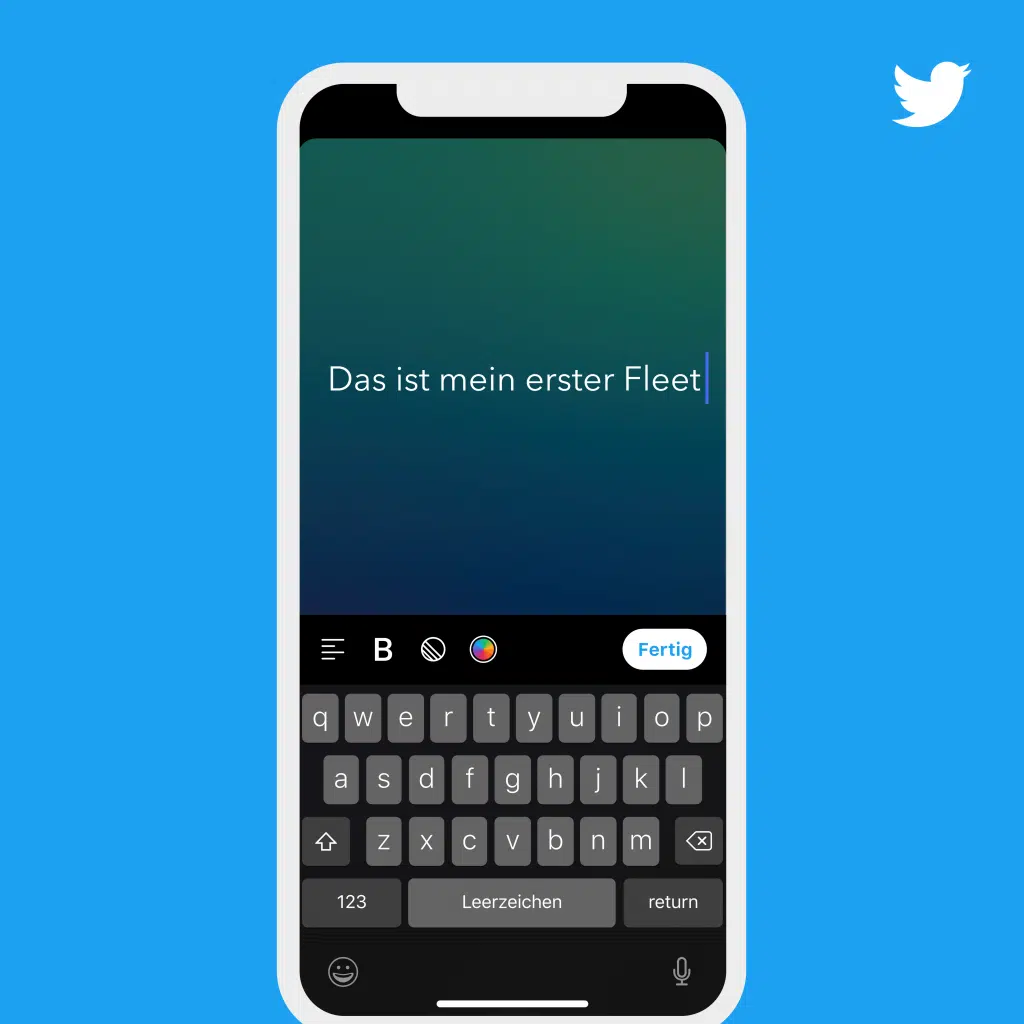 Das ist mein erster Fleet
B
Fertig
q w e r t y u i o p
a s d f g h j k l
z x c v b n m
123 Leerzeichen return